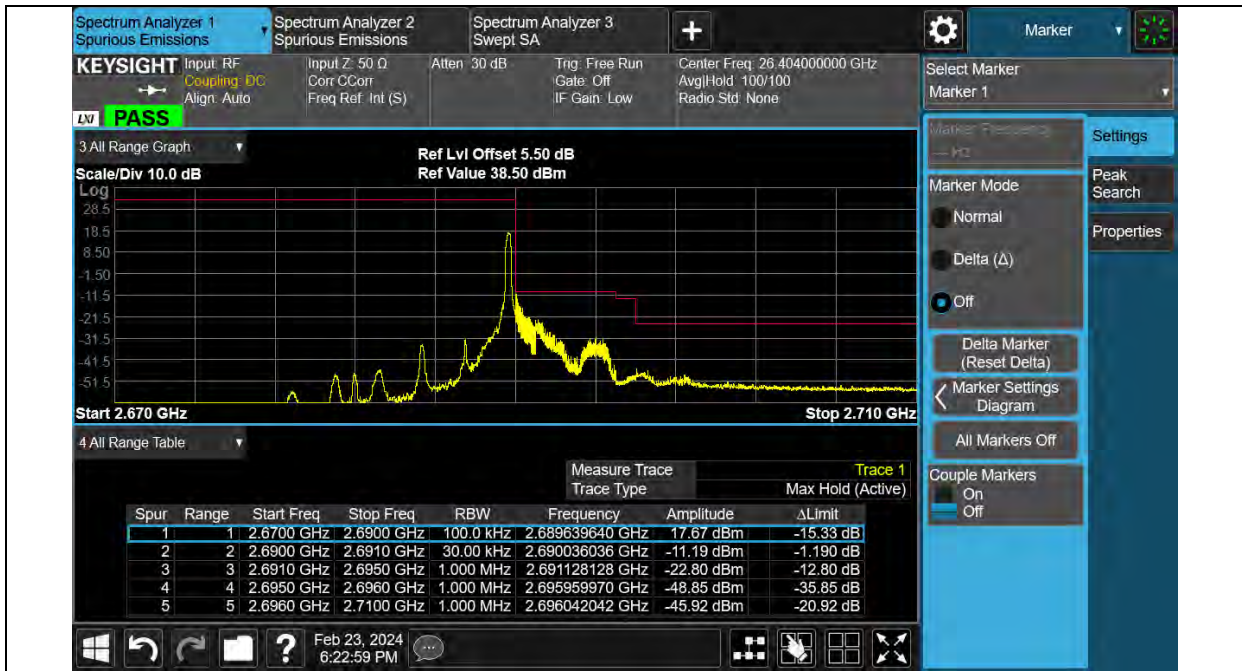 Spectrum Analyzer 1
Spurious Emissions
Spectrum Analyzer 2
Spurious Emissions
Spectrum Analyzer 3
Swept SA
Marker
KEYSIGHT
Input: RF
Coupling: DC
Align: Auto
Input Z: 50 Ω
Corr CCorr
Freq Ref: Int (S)
Atten: 30 dB
Trig: Free Run
Gate: Off
IF Gain: Low
Center Freq: 26.404000000 GHz
Avg|Hold: 100/100
Radio Std: None
LXI PASS
Select Marker
Marker 1
3 All Range Graph
Ref Lvl Offset 5.50 dB
Scale/Div 10.0 dB
Ref Value 38.50 dBm
Log
28.5
18.5
8.50
-1.50
-11.5
-21.5
-31.5
-41.5
-51.5
Start 2.670 GHz
Stop 2.710 GHz
Marker Frequency
--- Hz
Marker Mode
Normal
Delta (Δ)
Off
Delta Marker
(Reset Delta)
Marker Settings
Diagram
All Markers Off
Couple Markers
On
Off
Settings
Peak
Search
Properties
4 All Range Table
Measure Trace Trace 1
Trace Type Max Hold (Active)
Spur Range Start Freq Stop Freq RBW Frequency Amplitude ΔLimit
1 1 2.6700 GHz 2.6900 GHz 100.0 kHz 2.689639640 GHz 17.67 dBm -15.33 dB
2 2 2.6900 GHz 2.6910 GHz 30.00 kHz 2.690036036 GHz -11.19 dBm -1.190 dB
3 3 2.6910 GHz 2.6950 GHz 1.000 MHz 2.691128128 GHz -22.80 dBm -12.80 dB
4 4 2.6950 GHz 2.6960 GHz 1.000 MHz 2.695959970 GHz -48.85 dBm -35.85 dB
5 5 2.6960 GHz 2.7100 GHz 1.000 MHz 2.696042042 GHz -45.92 dBm -20.92 dB
Feb 23, 2024
6:22:59 PM